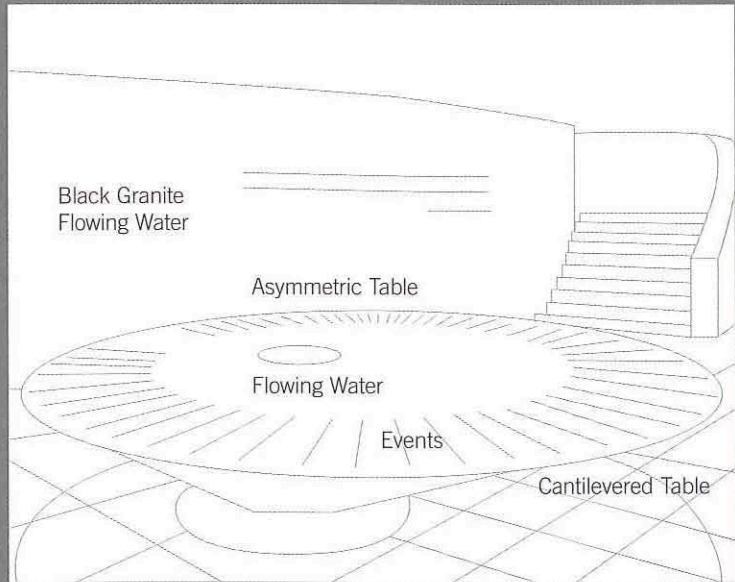 Black Granite
Flowing Water
Asymmetric Table
Flowing Water
Events
Cantilevered Table